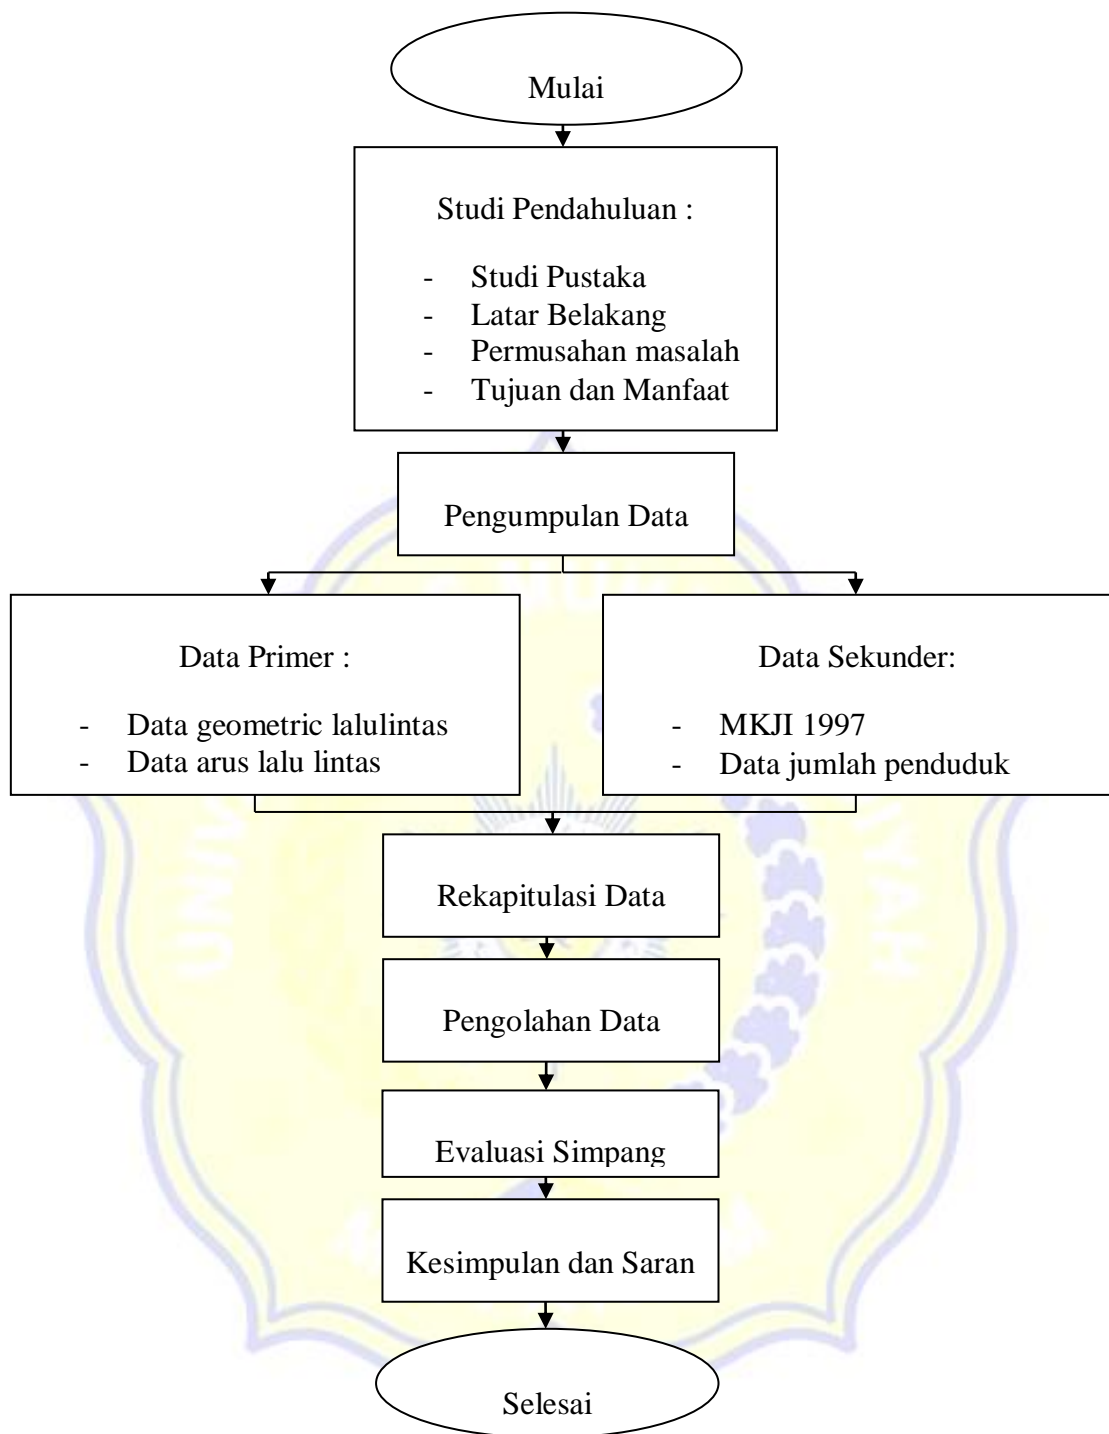 Mulai
Studi Pendahuluan :
- Studi Pustaka
- Latar Belakang
- Permusahan masalah
- Tujuan dan Manfaat
Pengumpulan Data
Data Primer :
- Data geometric lalulintas
- Data arus lalu lintas
Data Sekunder:
- MKJI 1997
- Data jumlah penduduk
Rekapitulasi Data
Pengolahan Data
Evaluasi Simpang
Kesimpulan dan Saran
Selesai